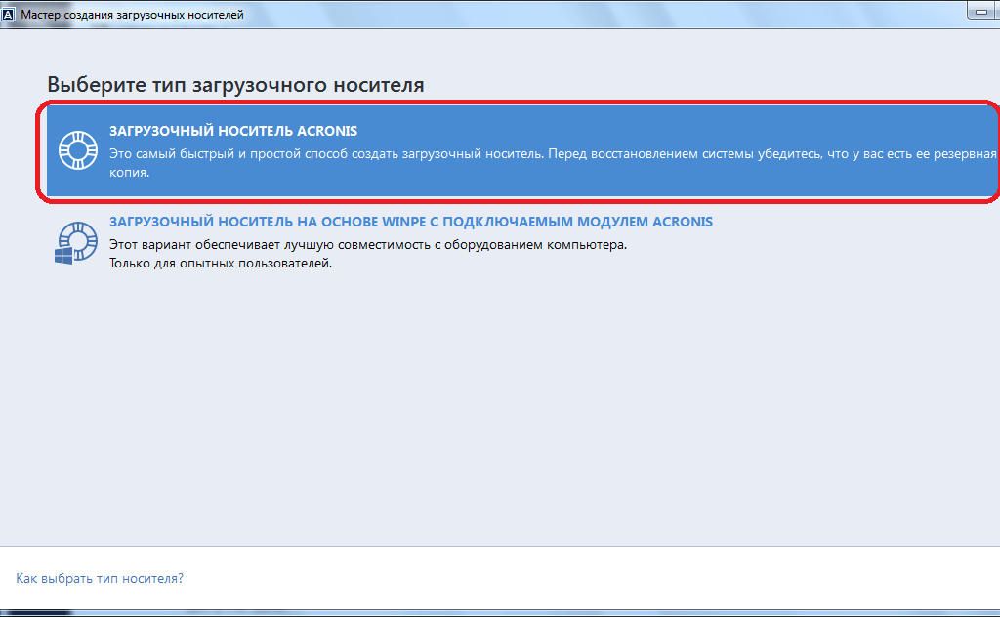 Мастер создания загрузочных носителей
Выберите тип загрузочного носителя
ЗАГРУЗОЧНЫЙ НОСИТЕЛЬ ACRONIS
Это самый быстрый и простой способ создать загрузочный носитель. Перед восстановлением системы убедитесь, что у вас есть ее резервная
копия.
ЗАГРУЗОЧНЫЙ НОСИТЕЛЬ НА ОСНОВЕ WINPE С ПОДКЛЮЧАЕМЫМ МОДУЛЕМ ACRONIS
Этот вариант обеспечивает лучшую совместимость с оборудованием компьютера.
Только для опытных пользователей.
Как выбрать тип носителя?